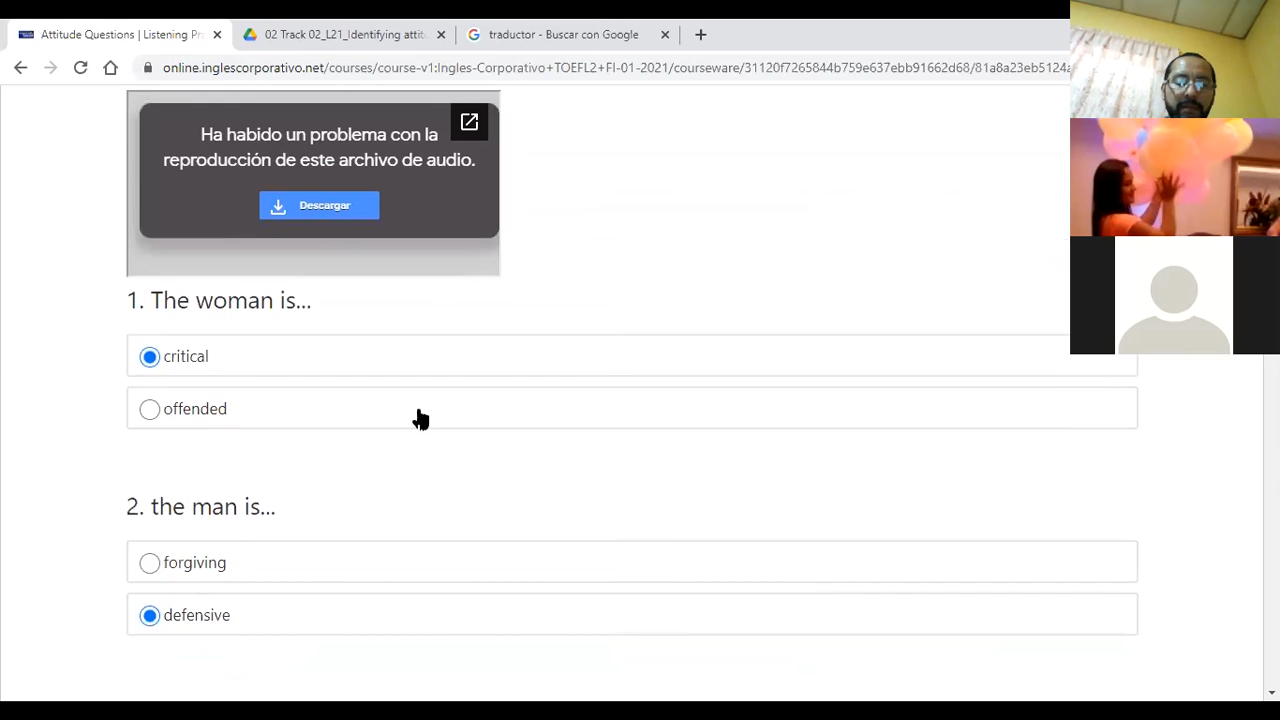 Attitude Questions | Listening Pr
02 Track 02_L21_Identifying attit
traductor - Buscar con Google
online.inglescorporativo.net/courses/course-v1:Ingles-Corporativo+TOEFL2+FI-01-2021/courseware/31120f7265844b759e637ebb91662d68/81a8a23eb5124a
Ha habido un problema con la
reproducción de este archivo de audio.
Descargar
1. The woman is...
critical
offended
2. the man is...
forgiving
defensive